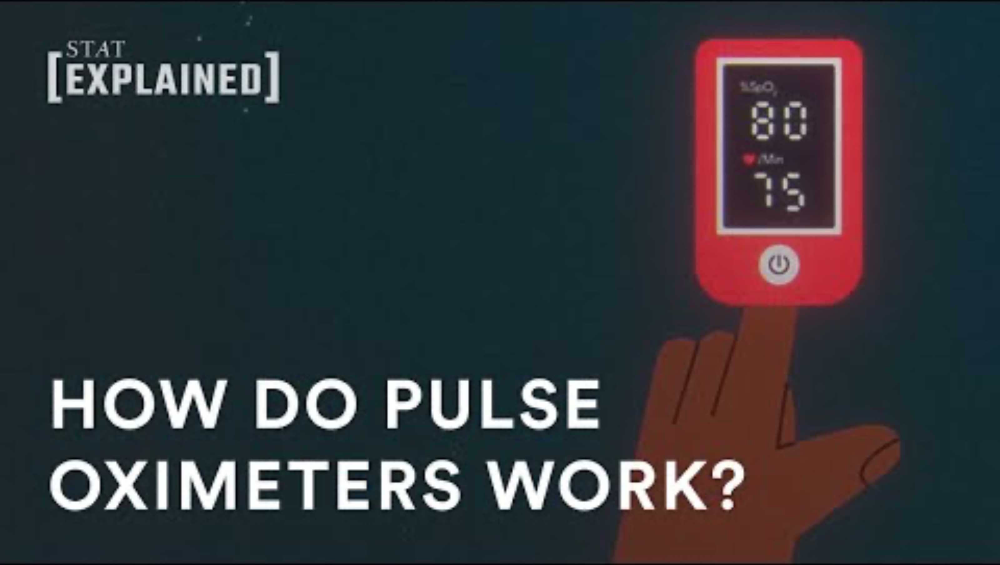 STAT
[EXPLAINED]
%SpO₂
80
♥/Min
75
HOW DO PULSE
OXIMETERS WORK?